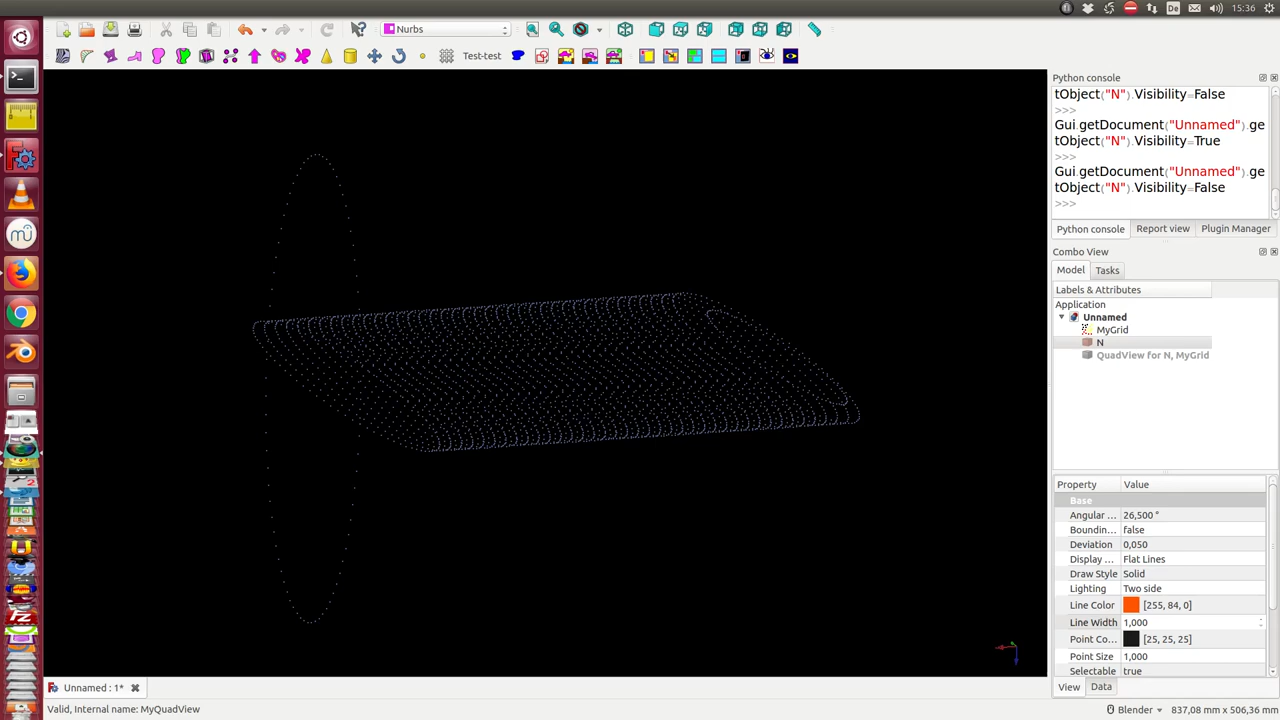 De
15:36
Nurbs
Test-test
Python console
tObject("N").Visibility=False
>>>
Gui.getDocument("Unnamed").ge
tObject("N").Visibility=True
>>>
Gui.getDocument("Unnamed").ge
tObject("N").Visibility=False
>>>
Python console
Report view
Plugin Manager
Combo View
Model
Tasks
Labels & Attributes
Application
Unnamed
MyGrid
N
QuadView for N, MyGrid
Property
Value
Base
Angular ...
26,500 °
Boundin...
false
Deviation
0,050
Display ...
Flat Lines
Draw Style
Solid
Lighting
Two side
Line Color
[255, 84, 0]
Line Width
1,000
Point Co...
[25, 25, 25]
Point Size
1,000
Selectable
true
View
Data
Unnamed : 1*
Valid, Internal name: MyQuadView
Blender
837,08 mm x 506,36 mm